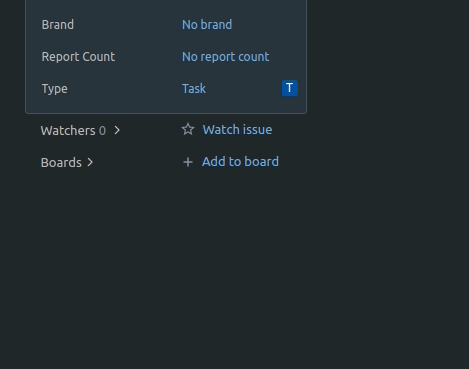 Brand No brand
Report Count No report count
Type Task T
Watchers 0 Watch issue
Boards Add to board